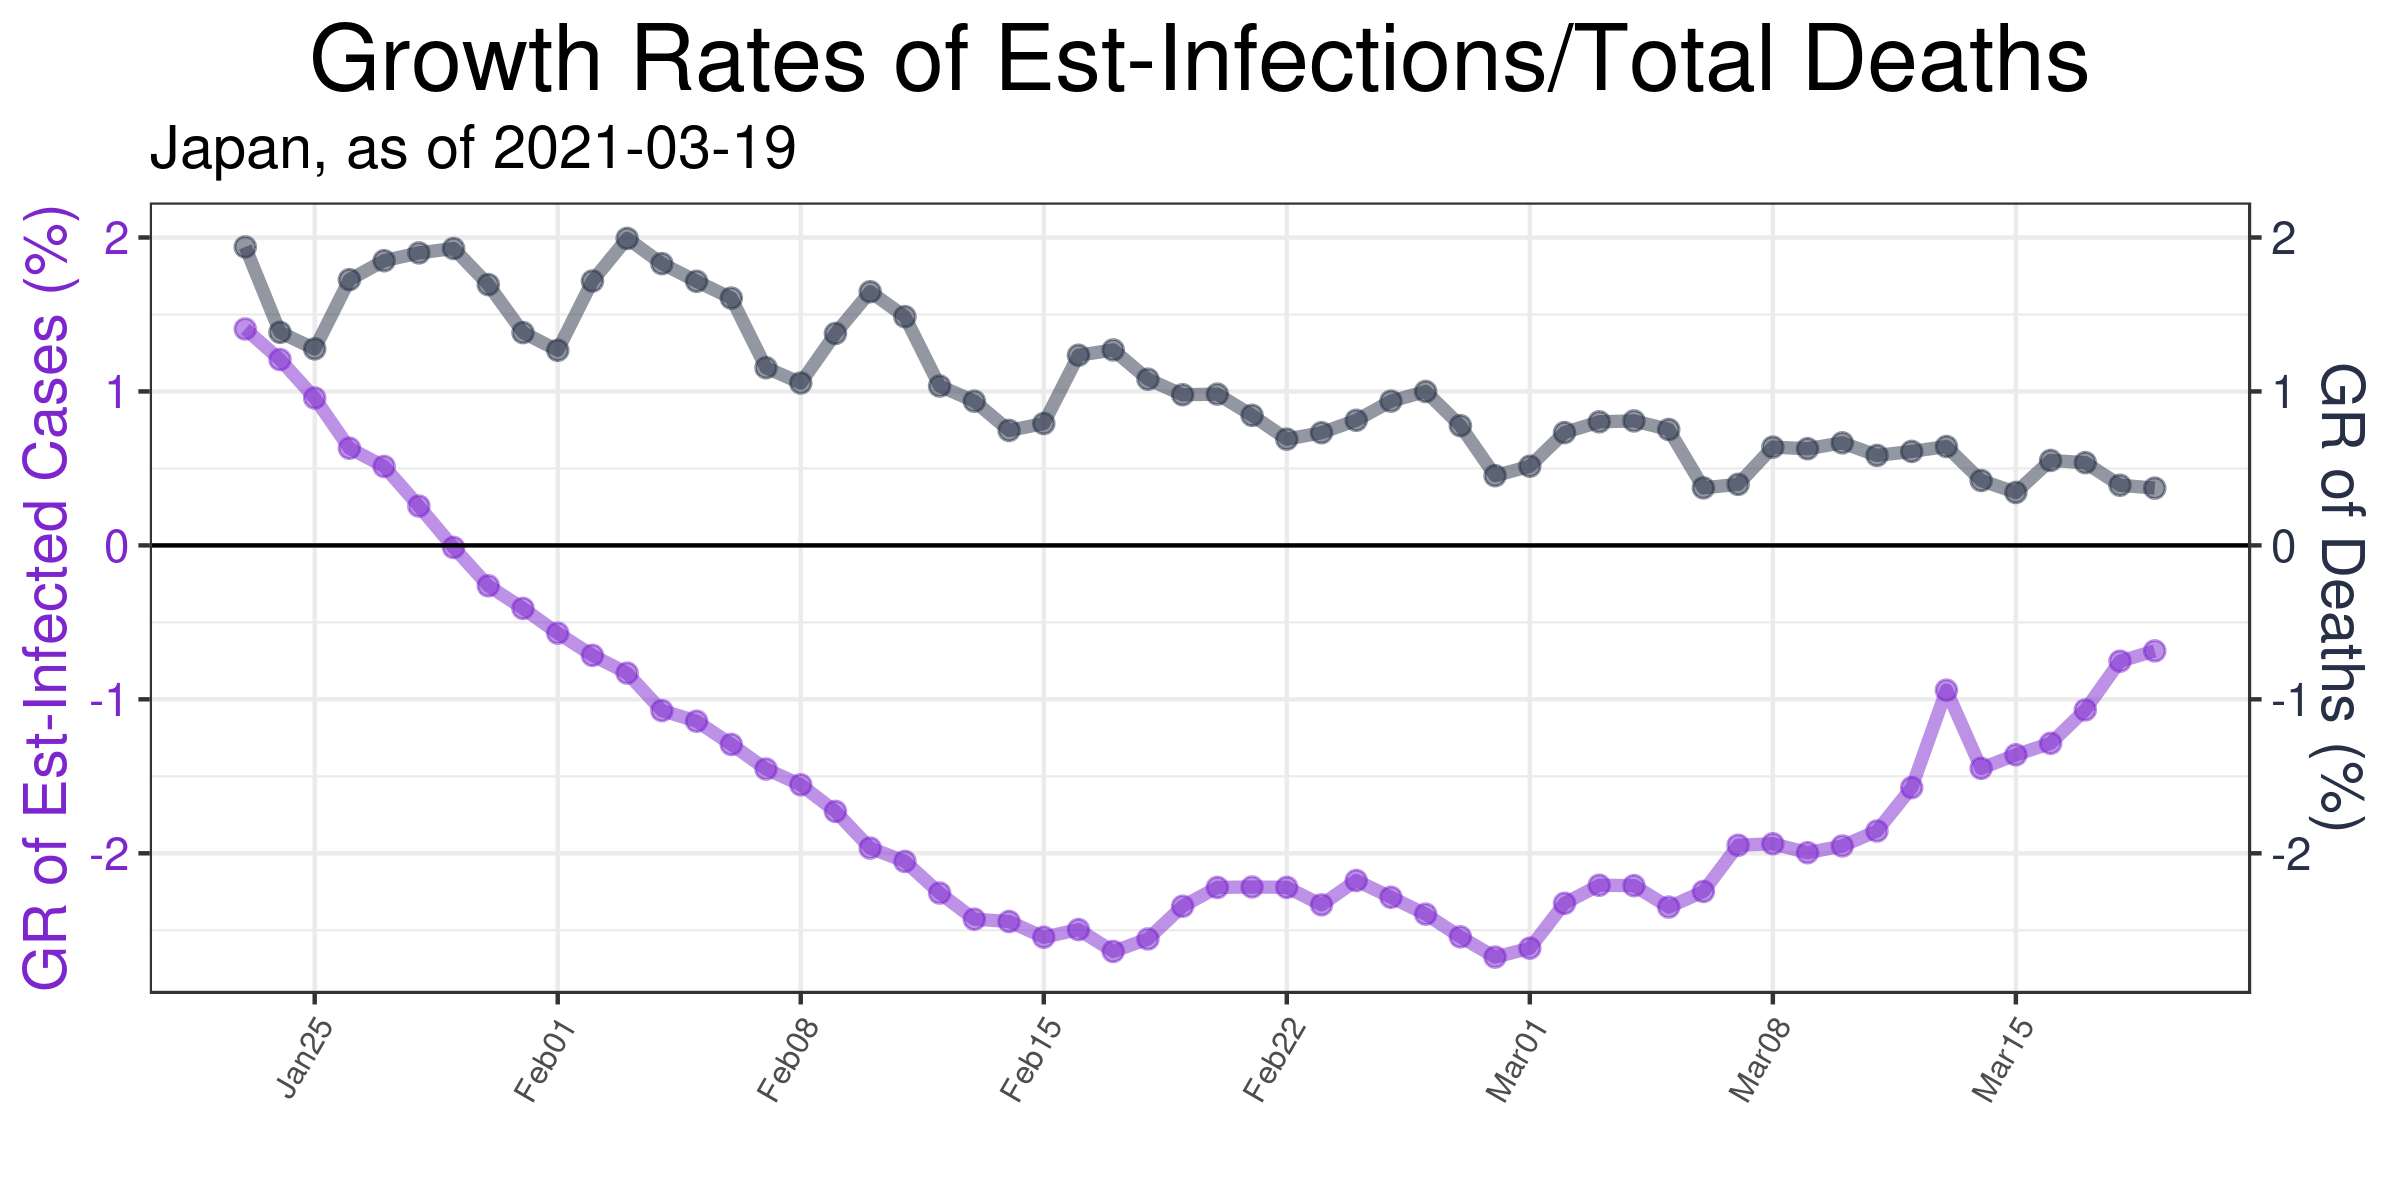 Growth Rates of Est-Infections/Total Deaths
Japan, as of 2021-03-19
GR of Est-Infected Cases (%)
2
1
0
-1
-2
2
1
0
-1
-2
GR of Deaths (%)
Jan25
Feb01
Feb08
Feb15
Feb22
Mar01
Mar08
Mar15